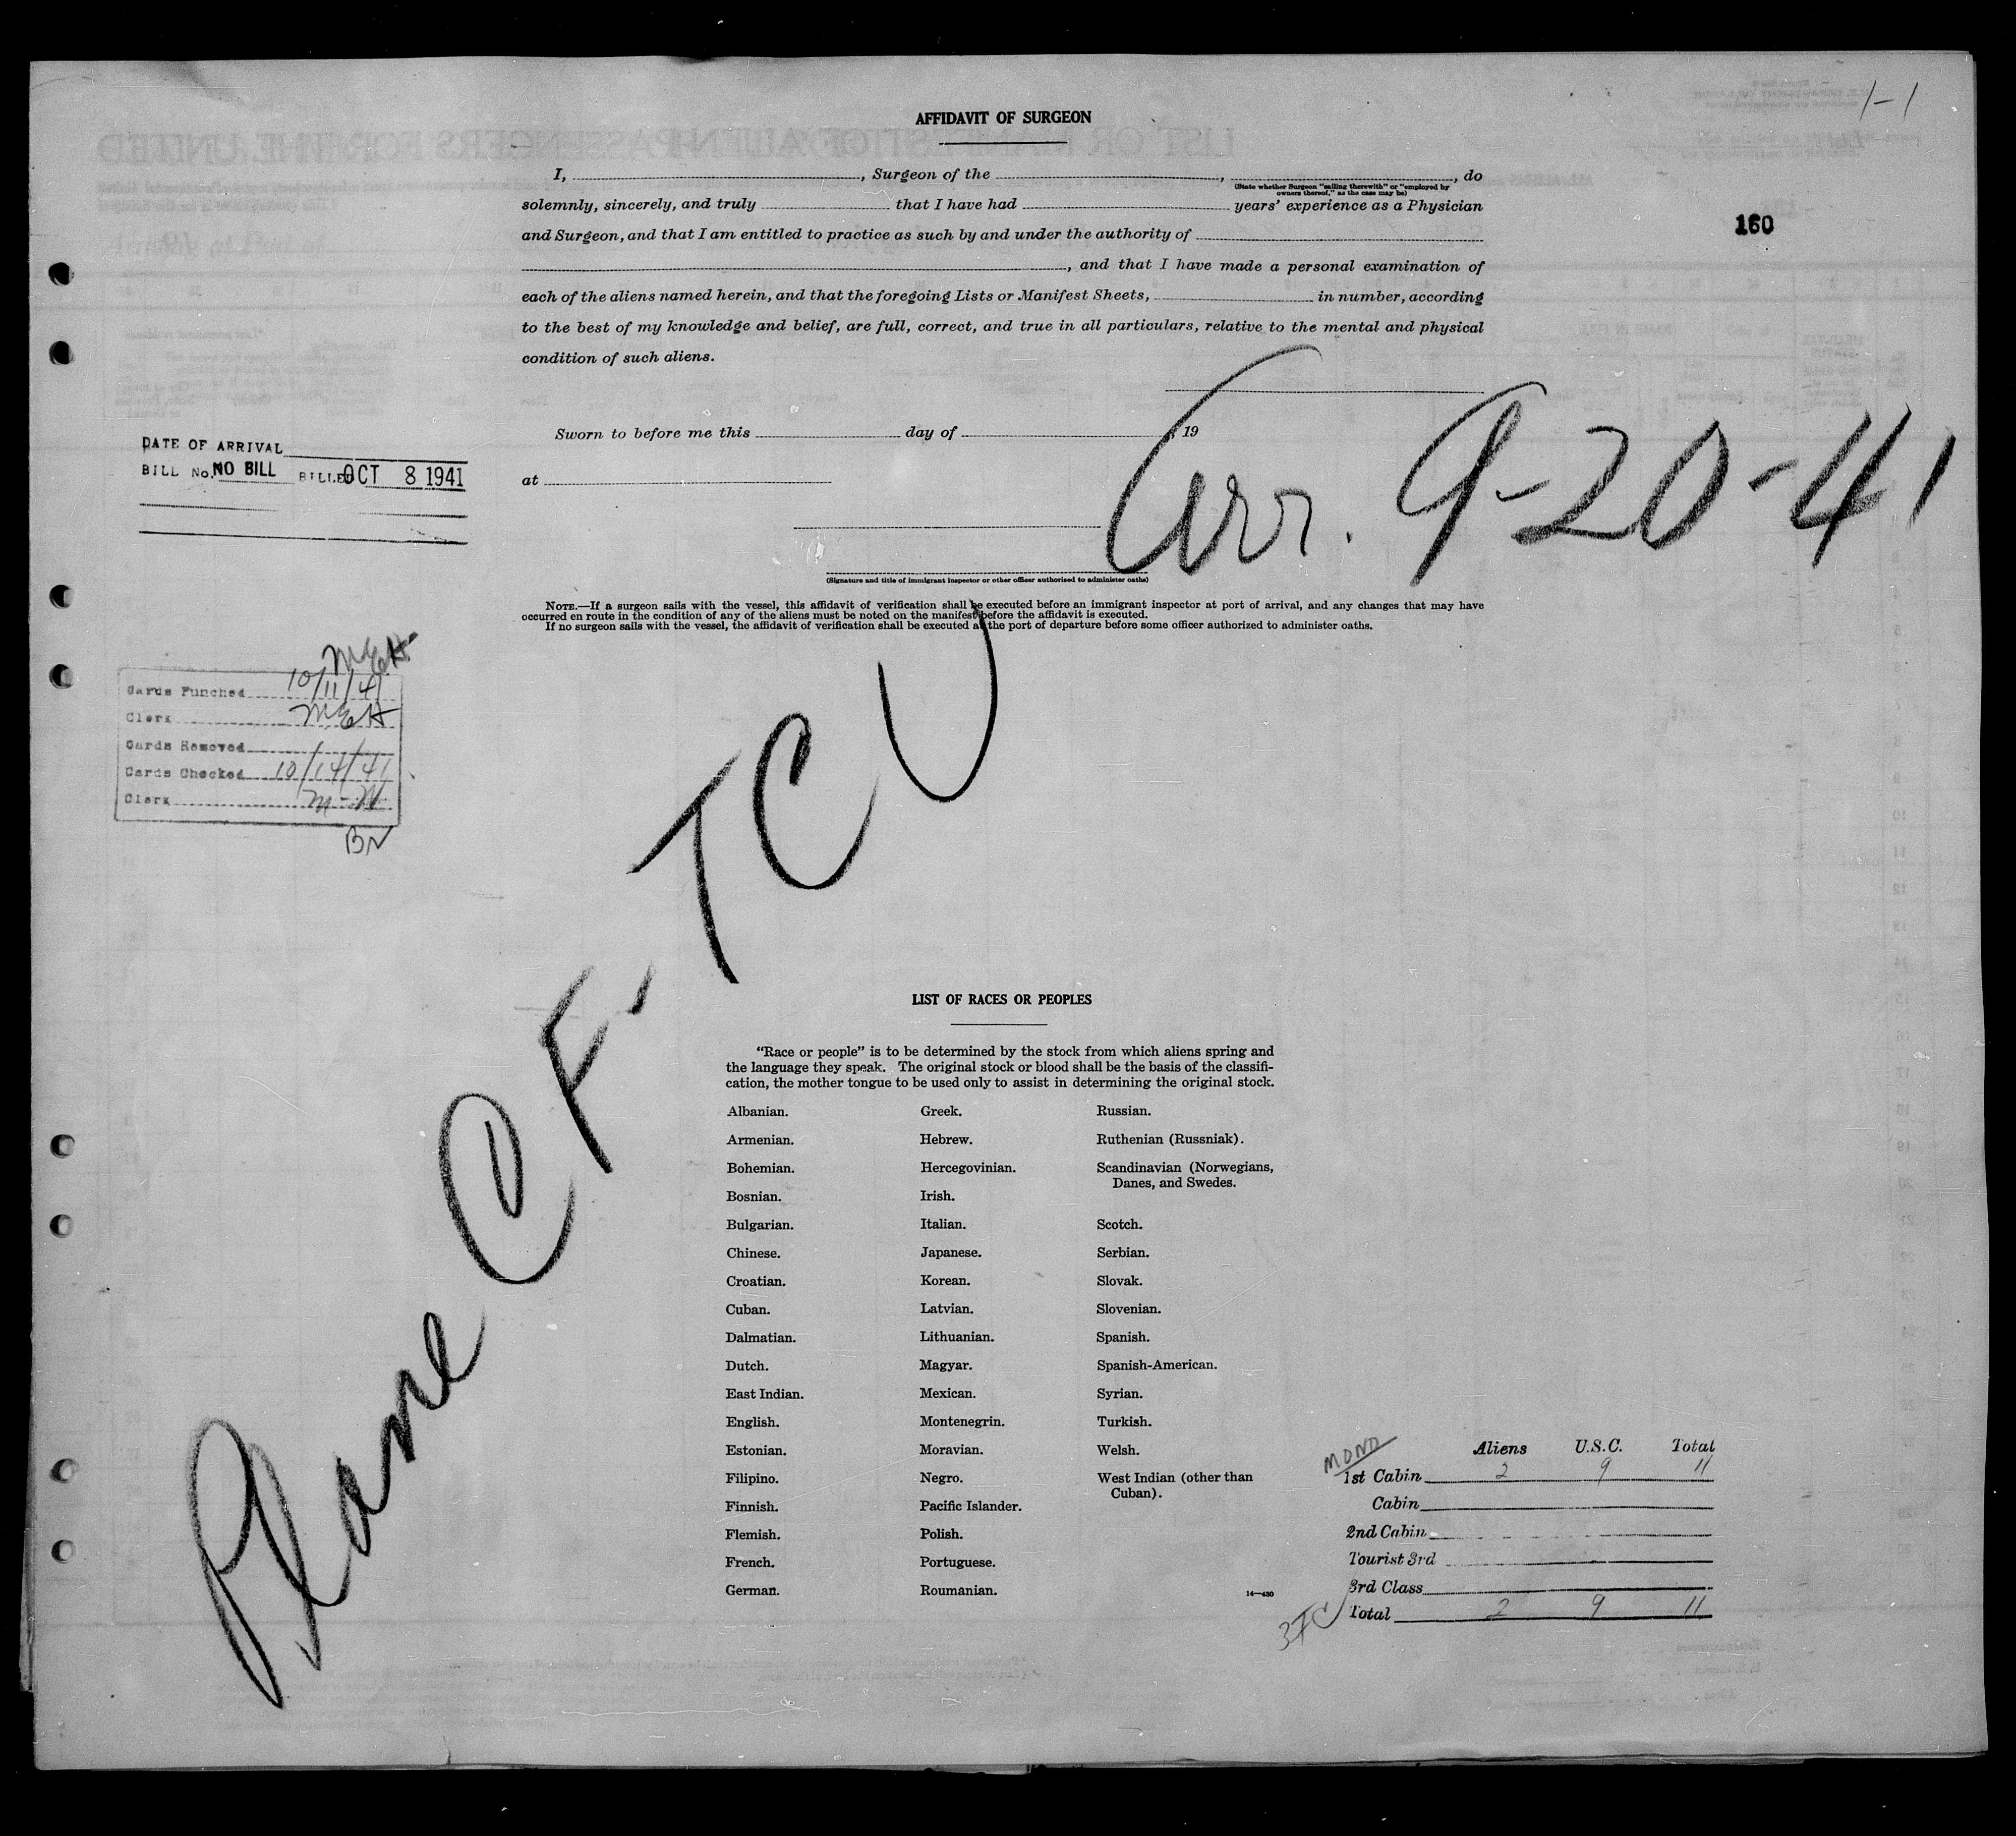 1-1
AFFIDAVIT OF SURGEON
I, , Surgeon of the , , do
(State whether Surgeon "sailing therewith" or "employed by
owners thereof," as the case may be)
solemnly, sincerely, and truly that I have had years' experience as a Physician
160
and Surgeon, and that I am entitled to practice as such by and under the authority of
, and that I have made a personal examination of
each of the aliens named herein, and that the foregoing Lists or Manifest Sheets, in number, according
to the best of my knowledge and belief, are full, correct, and true in all particulars, relative to the mental and physical
condition of such aliens.
Sworn to before me this day of , 19
at
Arr. 9-20-41
DATE OF ARRIVAL
BILL No. NO BILL BILLED OCT 8 1941
(Signature and title of immigrant inspector or other officer authorized to administer oaths)
NOTE.—If a surgeon sails with the vessel, this affidavit of verification shall be executed before an immigrant inspector at port of arrival, and any changes that may have
occurred en route in the condition of any of the aliens must be noted on the manifest before the affidavit is executed.
If no surgeon sails with the vessel, the affidavit of verification shall be executed at the port of departure before some officer authorized to administer oaths.
MEH
Cards Punched 10/11/41
Clerk MEH
Cards Removed
Cards Checked 10/14/41
Clerk M-N
BN
Plane CF-TCU
LIST OF RACES OR PEOPLES
"Race or people" is to be determined by the stock from which aliens spring and
the language they speak. The original stock or blood shall be the basis of the classifi-
cation, the mother tongue to be used only to assist in determining the original stock.
Albanian.
Armenian.
Bohemian.
Bosnian.
Bulgarian.
Chinese.
Croatian.
Cuban.
Dalmatian.
Dutch.
East Indian.
English.
Estonian.
Filipino.
Finnish.
Flemish.
French.
German.
Greek.
Hebrew.
Hercegovinian.
Irish.
Italian.
Japanese.
Korean.
Latvian.
Lithuanian.
Magyar.
Mexican.
Montenegrin.
Moravian.
Negro.
Pacific Islander.
Polish.
Portuguese.
Roumanian.
Russian.
Ruthenian (Russniak).
Scandinavian (Norwegians,
Danes, and Swedes.
Scotch.
Serbian.
Slovak.
Slovenian.
Spanish.
Spanish-American.
Syrian.
Turkish.
Welsh.
West Indian (other than
Cuban).
14—430
MONO
Aliens U.S.C. Total
1st Cabin 2 9 11
Cabin
2nd Cabin
Tourist 3rd
3rd Class
Total 2 9 11